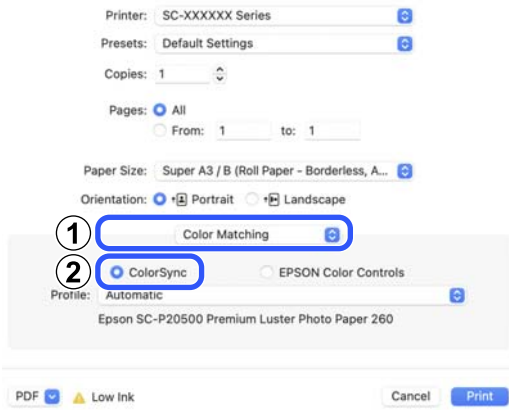 Printer: SC-XXXXXX Series
Presets: Default Settings
Copies: 1
Pages: All
From: 1 to: 1
Paper Size: Super A3 / B (Roll Paper - Borderless, A...
Orientation: Portrait Landscape
1 Color Matching
2 ColorSync EPSON Color Controls
Profile: Automatic
Epson SC-P20500 Premium Luster Photo Paper 260
PDF Low Ink Cancel Print